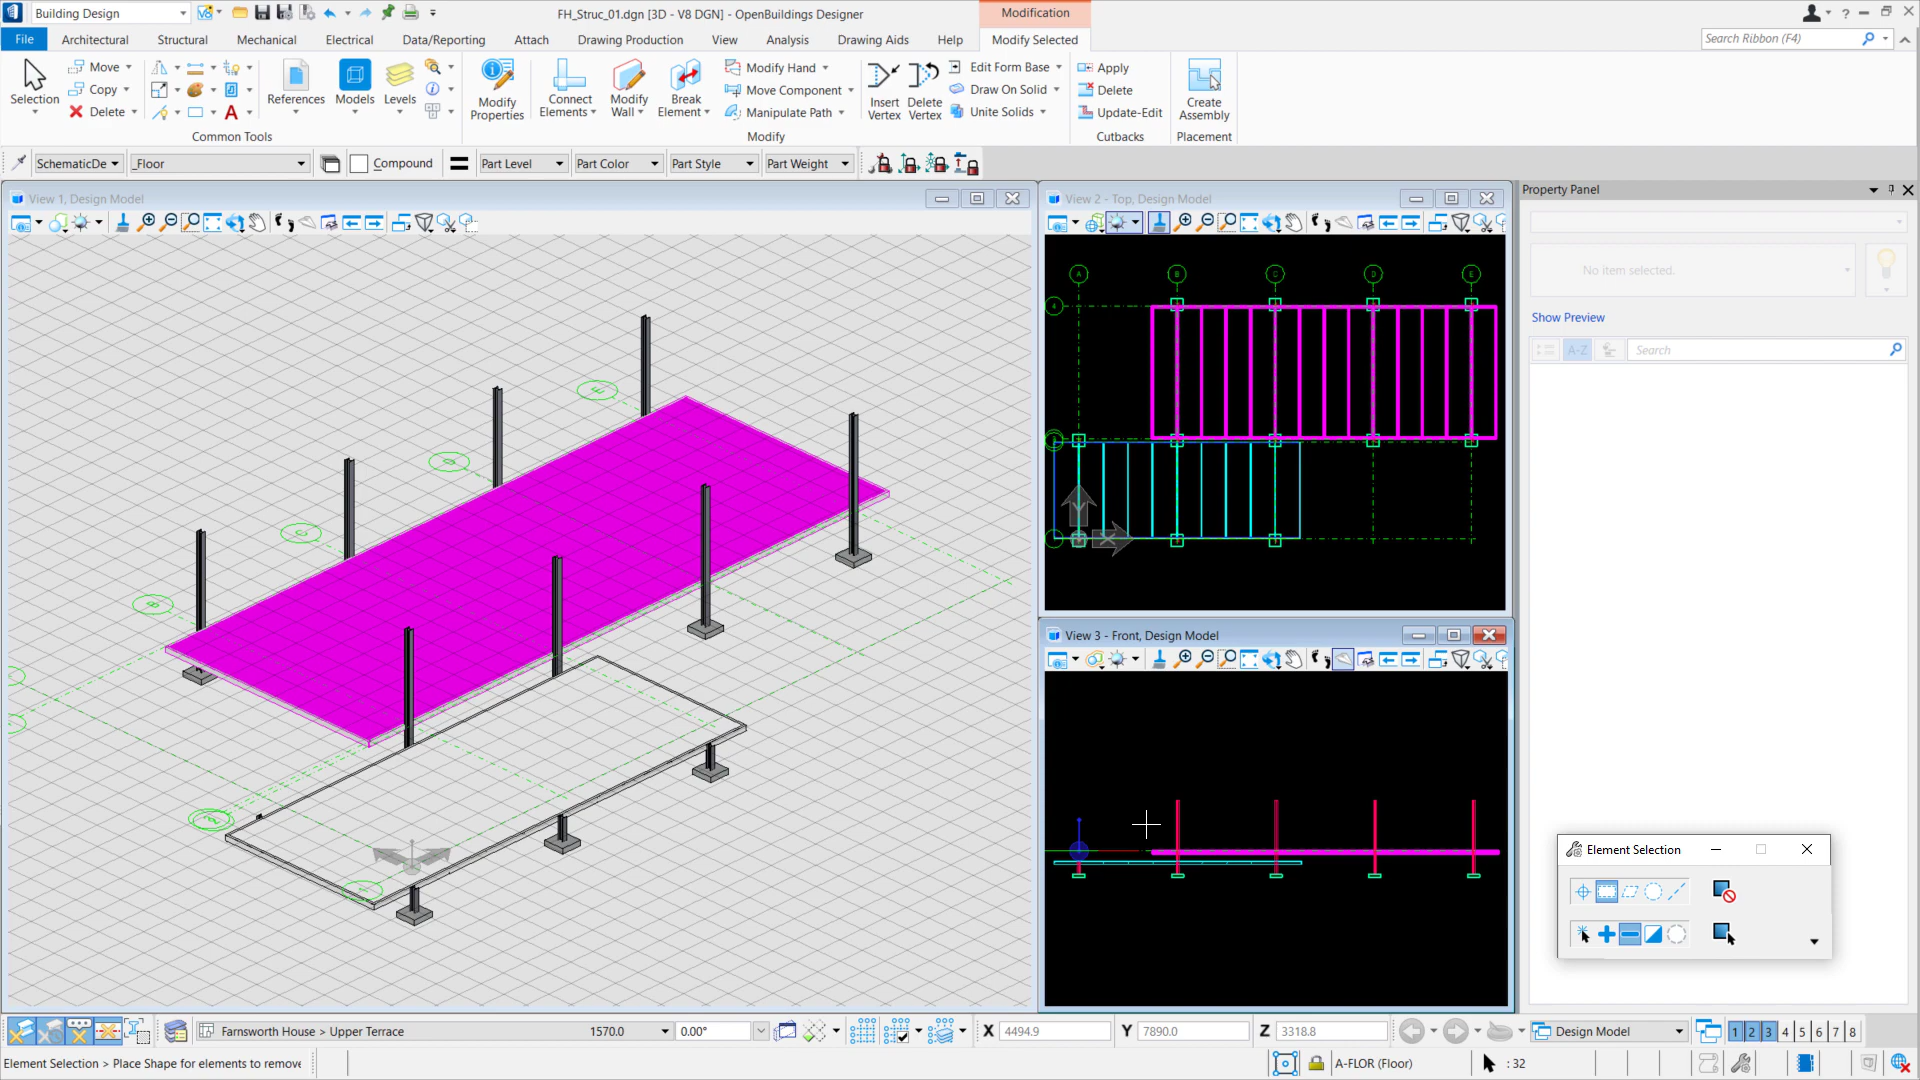 Building Design
FH_Struc_01.dgn [3D - V8 DGN] - OpenBuildings Designer
Modification
File
Architectural
Structural
Mechanical
Electrical
Data/Reporting
Attach
Drawing Production
View
Analysis
Drawing Aids
Help
Modify Selected
Search Ribbon (F4)
Selection
Move
Copy
Delete
References
Models
Levels
Common Tools
Modify Properties
Connect Elements
Modify Wall
Break Element
Modify Hand
Move Component
Manipulate Path
Modify
Insert Vertex
Delete Vertex
Edit Form Base
Draw On Solid
Unite Solids
Apply
Delete
Update-Edit
Cutbacks
Create Assembly
Placement
SchematicDe
_Floor
Compound
Part Level
Part Color
Part Style
Part Weight
View 1, Design Model
View 2 - Top, Design Model
A B C D E
4
X
View 3 - Front, Design Model
E
D
C
B
Property Panel
No item selected.
Show Preview
A-Z
Search
Element Selection
Farnsworth House > Upper Terrace
1570.0
0.00°
X 4494.9
Y 7890.0
Z 3318.8
Design Model
1 2 3 4 5 6 7 8
Element Selection > Place Shape for elements to remove
A-FLOR (Floor)
: 32